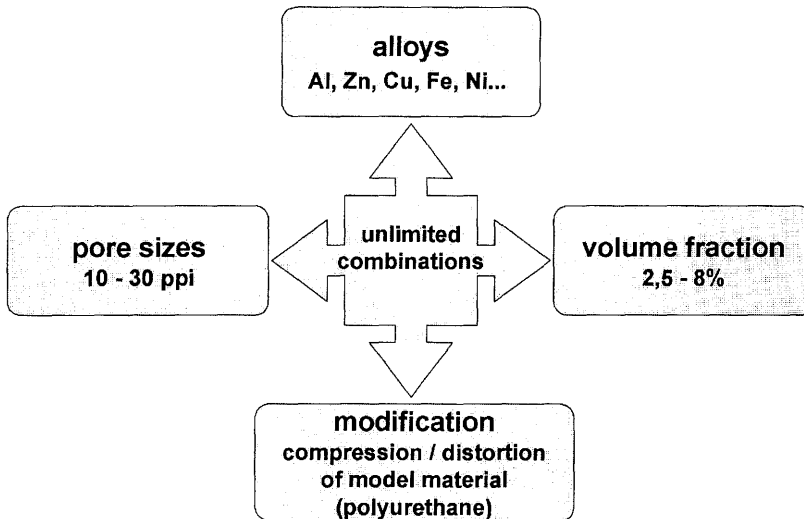 alloys
Al, Zn, Cu, Fe, Ni...
pore sizes
10 - 30 ppi
unlimited
combinations
volume fraction
2,5 - 8%
modification
compression / distortion
of model material
(polyurethane)